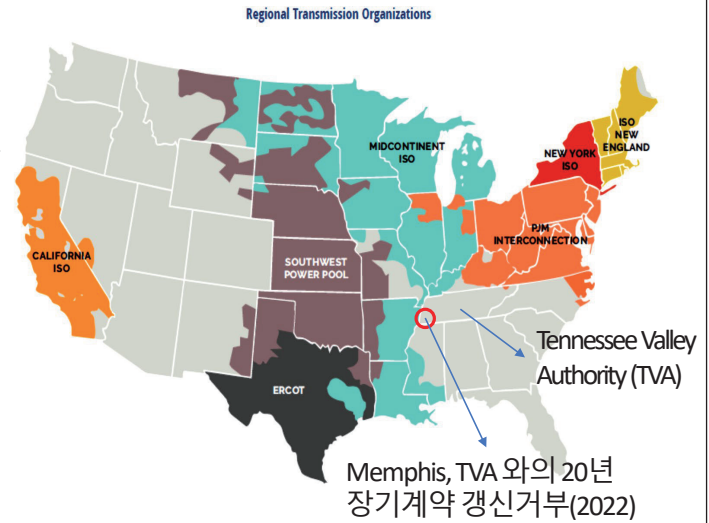 Regional Transmission Organizations
MIDCONTINENT
ISO
ISO
NEW
ENGLAND
NEW YORK
ISO
PJM
INTERCONNECTION
CALIFORNIA
ISO
SOUTHWEST
POWER POOL
ERCOT
Tennessee Valley
Authority (TVA)
Memphis, TVA 와의 20년
장기계약 갱신거부(2022)